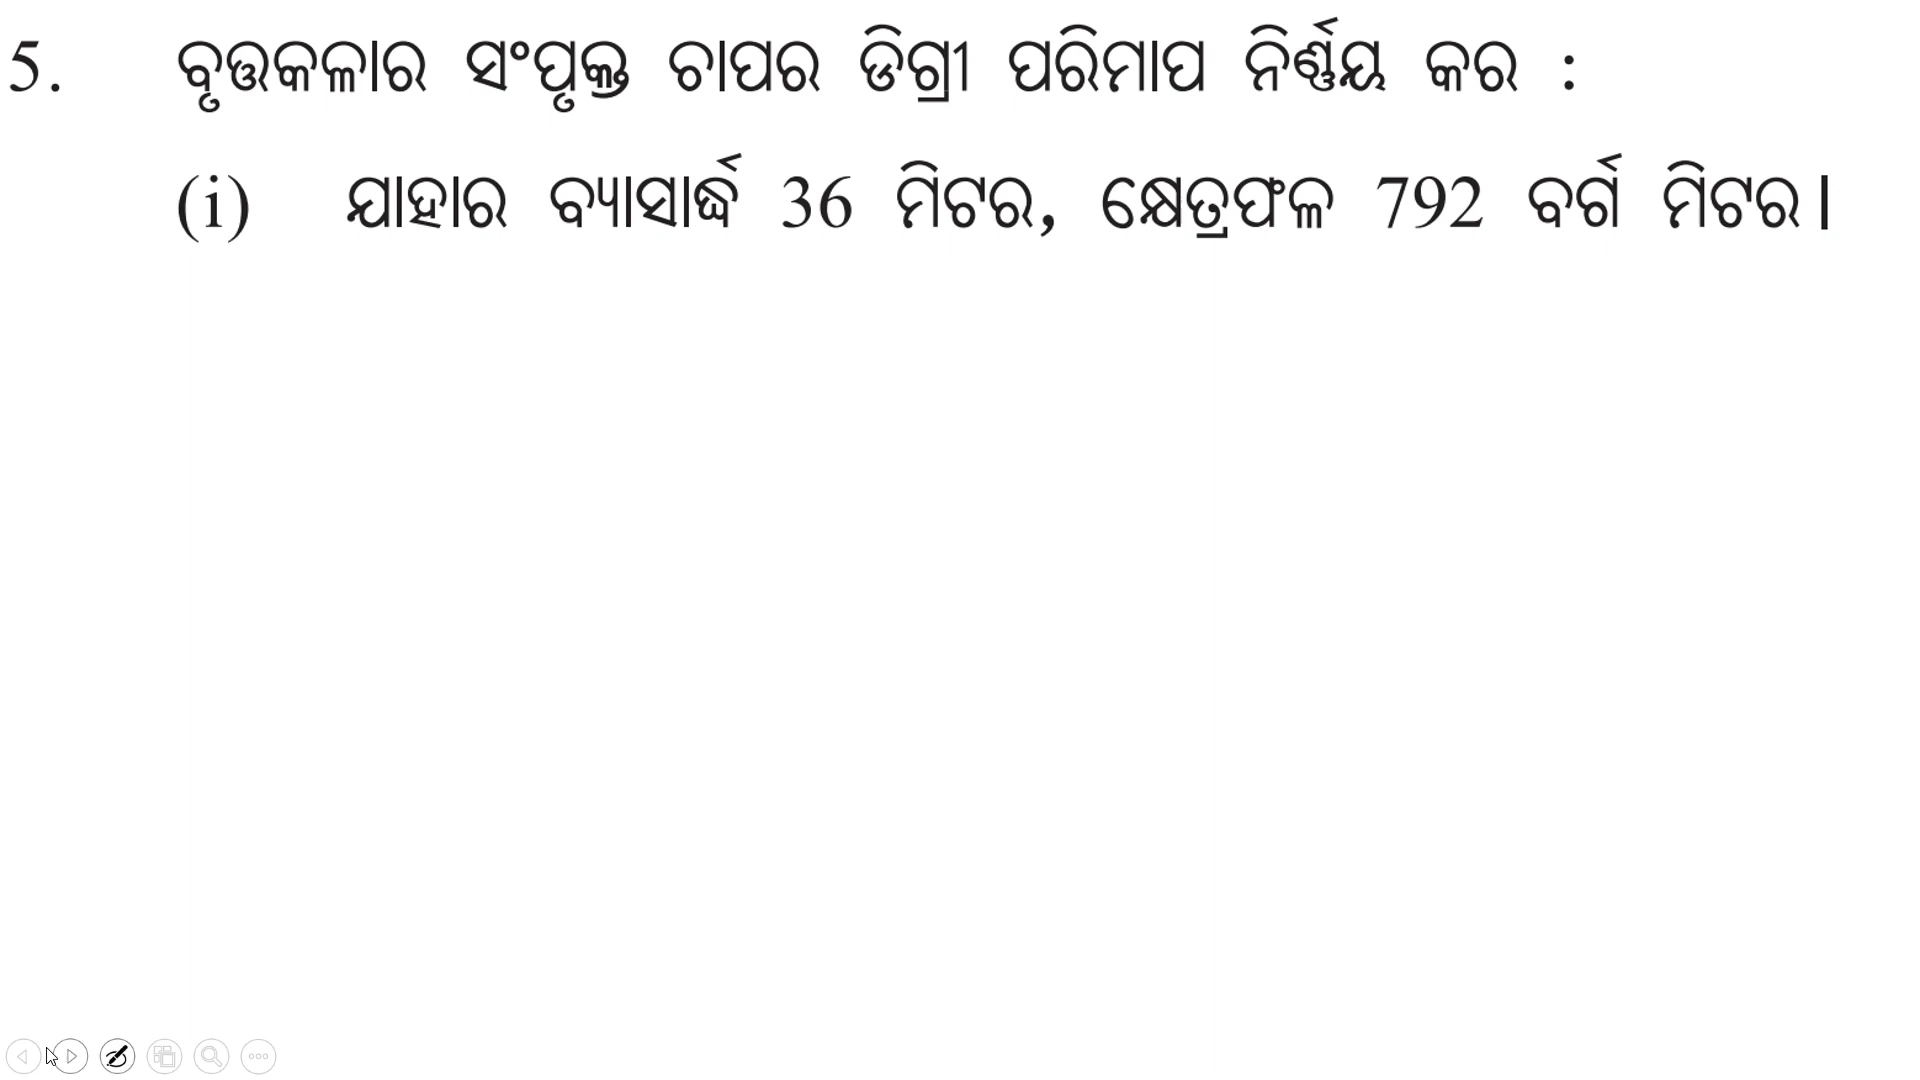 5. ବୃତ୍ତକଳାର ସଂପୃକ୍ତ ଚାପର ଡିଗ୍ରୀ ପରିମାପ ନିର୍ଣ୍ଣୟ କର :
(i) ଯାହାର ବ୍ୟାସାର୍ଦ୍ଧ 36 ମିଟର, କ୍ଷେତ୍ରଫଳ 792 ବର୍ଗ ମିଟର।